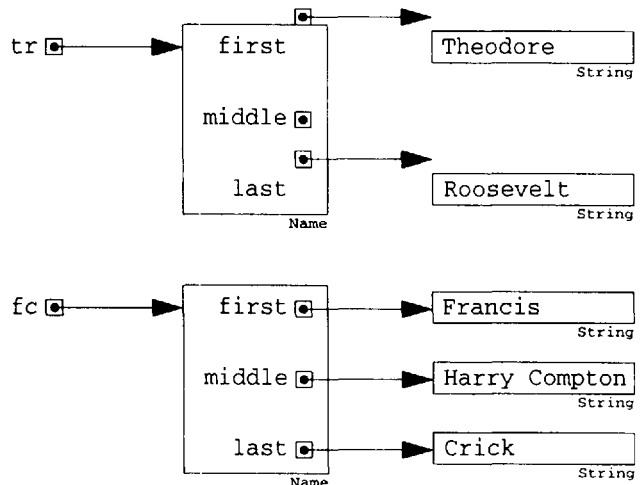 tr
first
Theodore
String
middle
last
Roosevelt
String
Name
fc
first
Francis
String
middle
Harry Compton
String
last
Crick
String
Name